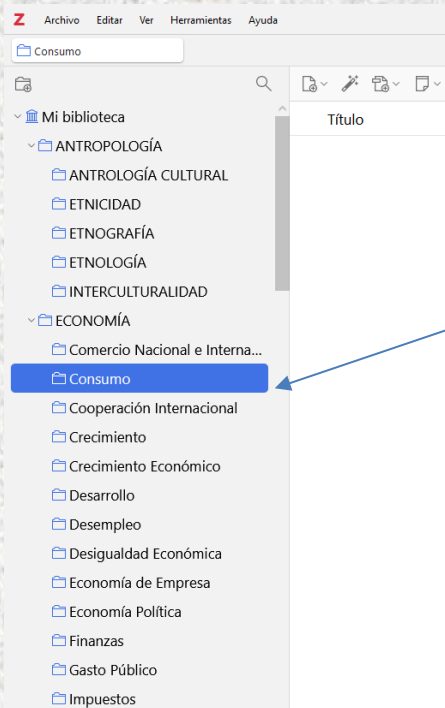 Z Archivo Editar Ver Herramientas Ayuda
Consumo
Mi biblioteca
Título
ANTROPOLOGÍA
ANTROLOGÍA CULTURAL
ETNICIDAD
ETNOGRAFÍA
ETNOLOGÍA
INTERCULTURALIDAD
ECONOMÍA
Comercio Nacional e Interna...
Consumo
Cooperación Internacional
Crecimiento
Crecimiento Económico
Desarrollo
Desempleo
Desigualdad Económica
Economía de Empresa
Economía Política
Finanzas
Gasto Público
Impuestos